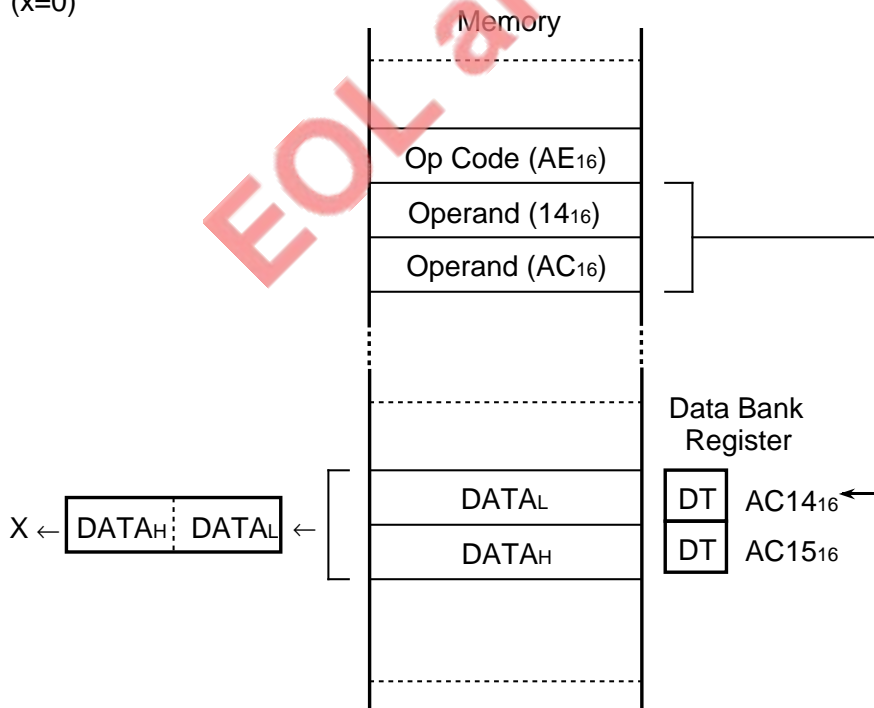 (x=0)
Memory
EOL an
Op Code (AE16)
Operand (1416)
Operand (AC16)
Data Bank
Register
DATAL
DT
AC1416
X ← DATAH DATAL ←
DATAH
DT
AC1516